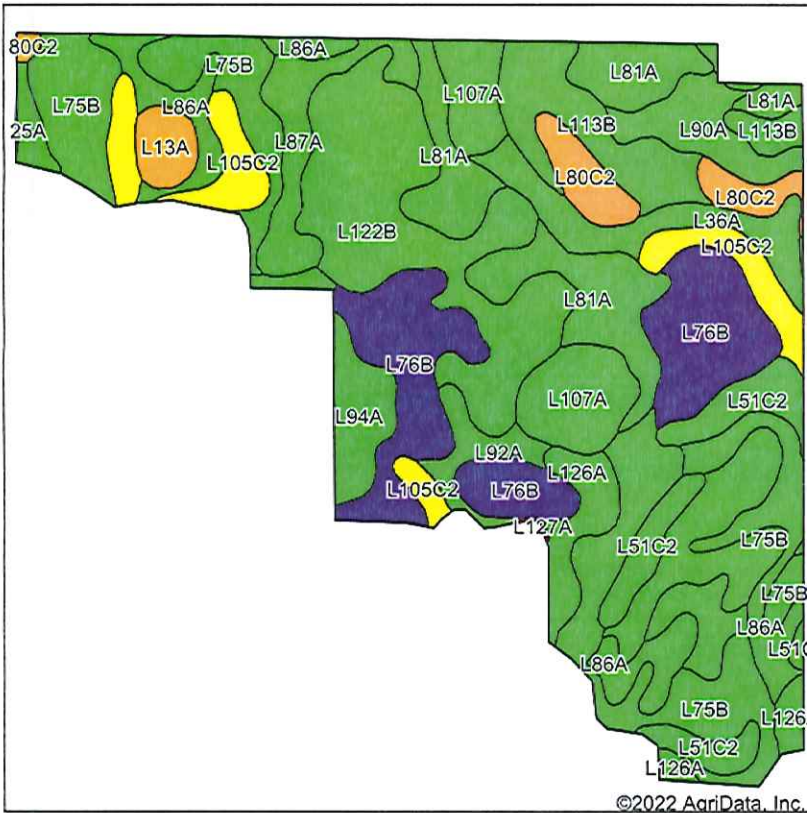 80C2
L86A
L75B
L81A
L75B
L107A
L81A
L86A
L113B
25A
L90A
L113B
L13A
L87A
L105C2
L81A
L80C2
L80C2
L36A
L122B
L105C2
L81A
L76B
L76B
L51C2
L107A
L94A
L92A
L126A
L105C2
L76B
L127A
L51C2
L75B
L75B
L86A
L51C
L86A
L75B
L126
L51C2
L126A
©2022 AgriData, Inc.